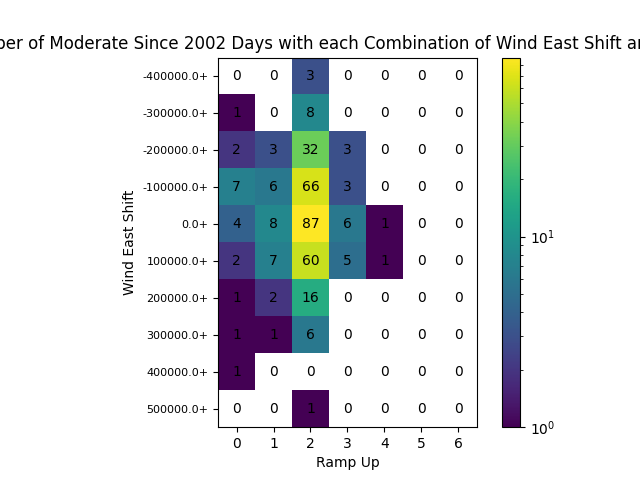 ber of Moderate Since 2002 Days with each Combination of Wind East Shift a
-400000.0+ 0 0 3 0 0 0 0
-300000.0+ 1 0 8 0 0 0 0
-200000.0+ 2 3 32 3 0 0 0
-100000.0+ 7 6 66 3 0 0 0
0.0+ 4 8 87 6 1 0 0
100000.0+ 2 7 60 5 1 0 0
200000.0+ 1 2 16 0 0 0 0
300000.0+ 1 1 6 0 0 0 0
400000.0+ 1 0 0 0 0 0 0
500000.0+ 0 0 1 0 0 0 0
0 1 2 3 4 5 6
Ramp Up
Wind East Shift
10¹
10⁰